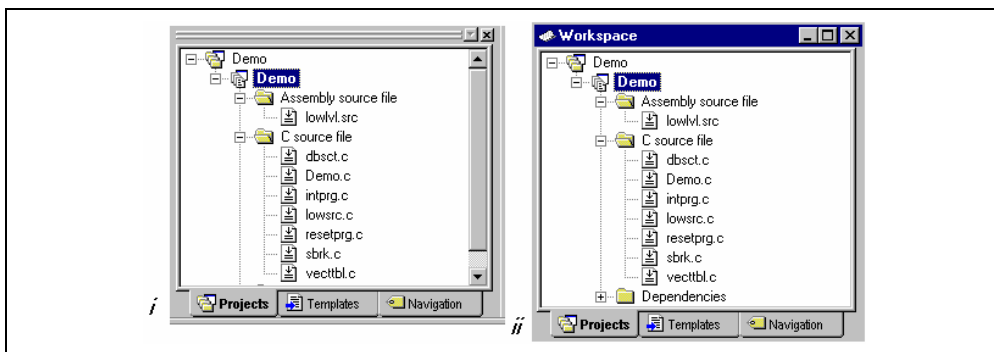 Demo
Demo
Assembly source file
lowlvl.src
C source file
dbsct.c
Demo.c
intprg.c
lowsrc.c
resetprg.c
sbrk.c
vecttbl.c
Projects Templates Navigation
i
Workspace
Demo
Demo
Assembly source file
lowlvl.src
C source file
dbsct.c
Demo.c
intprg.c
lowsrc.c
resetprg.c
sbrk.c
vecttbl.c
Dependencies
Projects Templates Navigation
ii